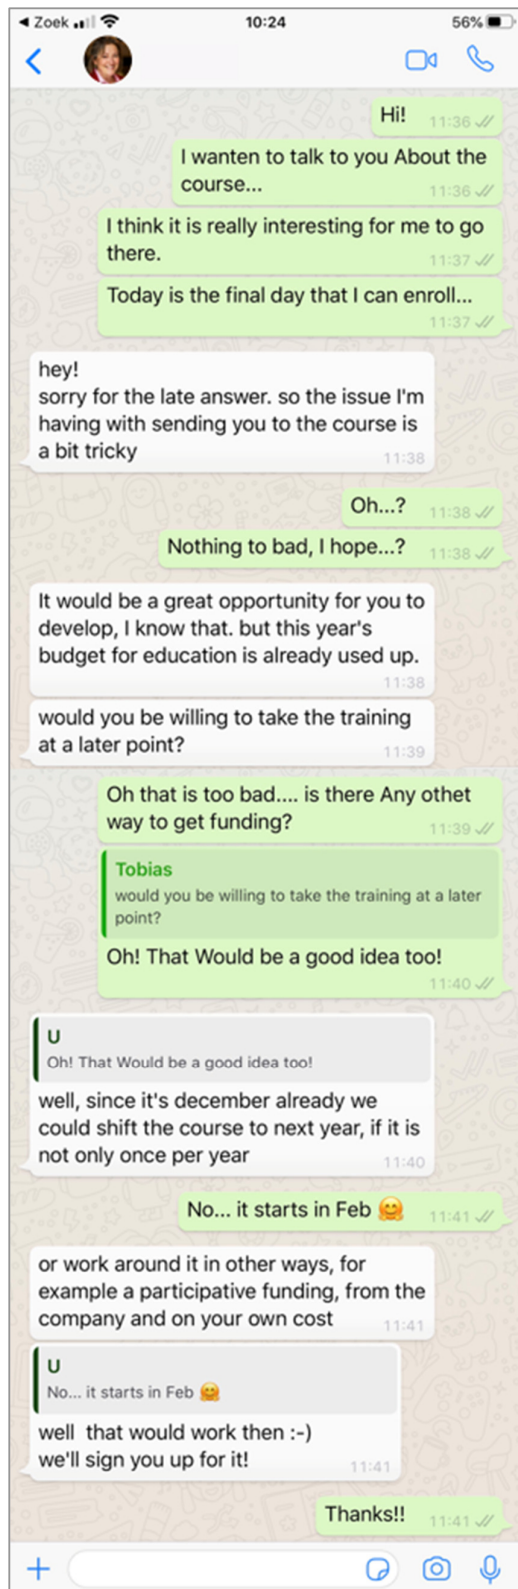 Zoek
10:24
56%
Hi!
11:36
I wanten to talk to you About the
course...
11:36
I think it is really interesting for me to go
there.
11:37
Today is the final day that I can enroll...
11:37
hey!
sorry for the late answer. so the issue I'm
having with sending you to the course is
a bit tricky
11:38
Oh...?
11:38
Nothing to bad, I hope...?
11:38
It would be a great opportunity for you to
develop, I know that. but this year's
budget for education is already used up.
11:38
would you be willing to take the training
at a later point?
11:39
Oh that is too bad.... is there Any othet
way to get funding?
11:39
Tobias
would you be willing to take the training at a later
point?
Oh! That Would be a good idea too!
11:40
U
Oh! That Would be a good idea too!
well, since it's december already we
could shift the course to next year, if it is
not only once per year
11:40
No... it starts in Feb 🤗
11:41
or work around it in other ways, for
example a participative funding, from the
company and on your own cost
11:41
U
No... it starts in Feb 🤗
well that would work then :-)
we'll sign you up for it!
11:41
Thanks!!
11:41